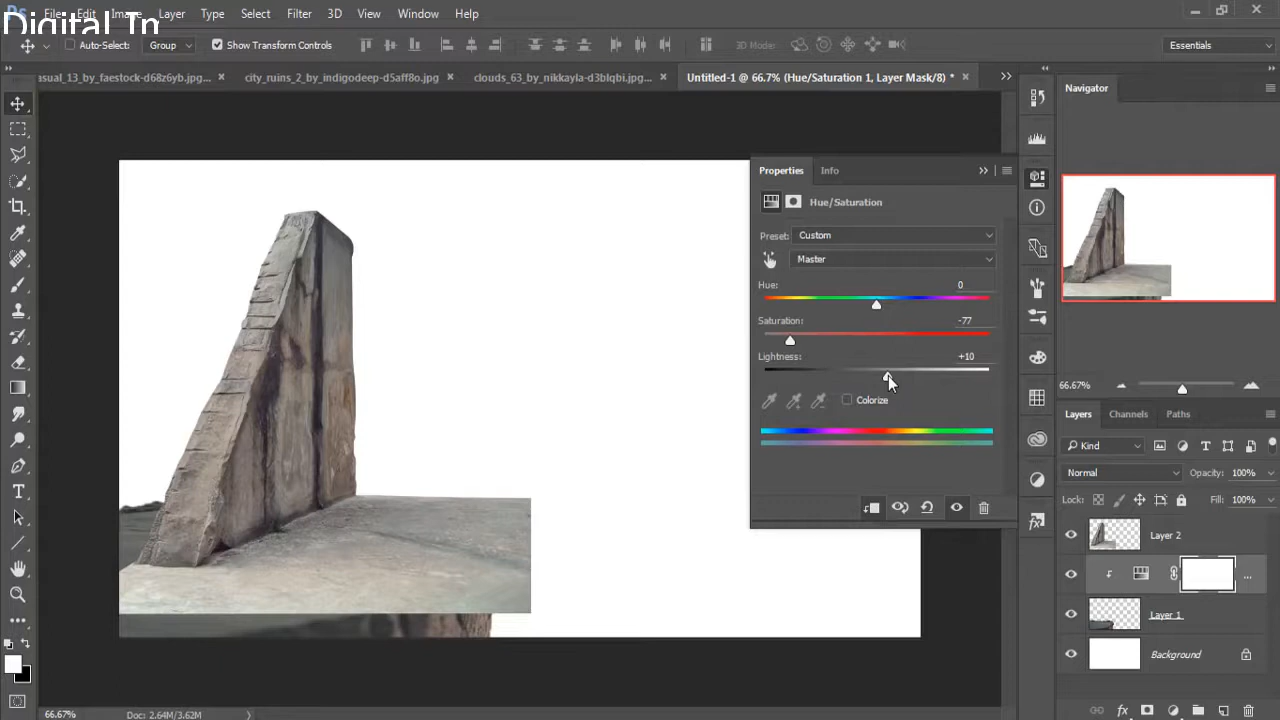 Digital Tm
File Edit Image Layer Type Select Filter 3D View Window Help
Auto-Select: Group Show Transform Controls 3D Mode: Essentials
asual_13_by_faestock-d68z6yb.jpg... × city_ruins_2_by_indigodeep-d5aff8o.jpg × clouds_63_by_nikkayla-d3blqbi.jpg... × Untitled-1 @ 66.7% (Hue/Saturation 1, Layer Mask/8) * ×
Navigator
Properties Info
Hue/Saturation
Preset: Custom
Master
Hue: 0
Saturation: -77
Lightness: +10
Colorize
66.67%
Layers Channels Paths
Kind
Normal Opacity: 100%
Lock: Fill: 100%
Layer 2
...
Layer 1
Background
66.67% Doc: 2.64M/3.62M